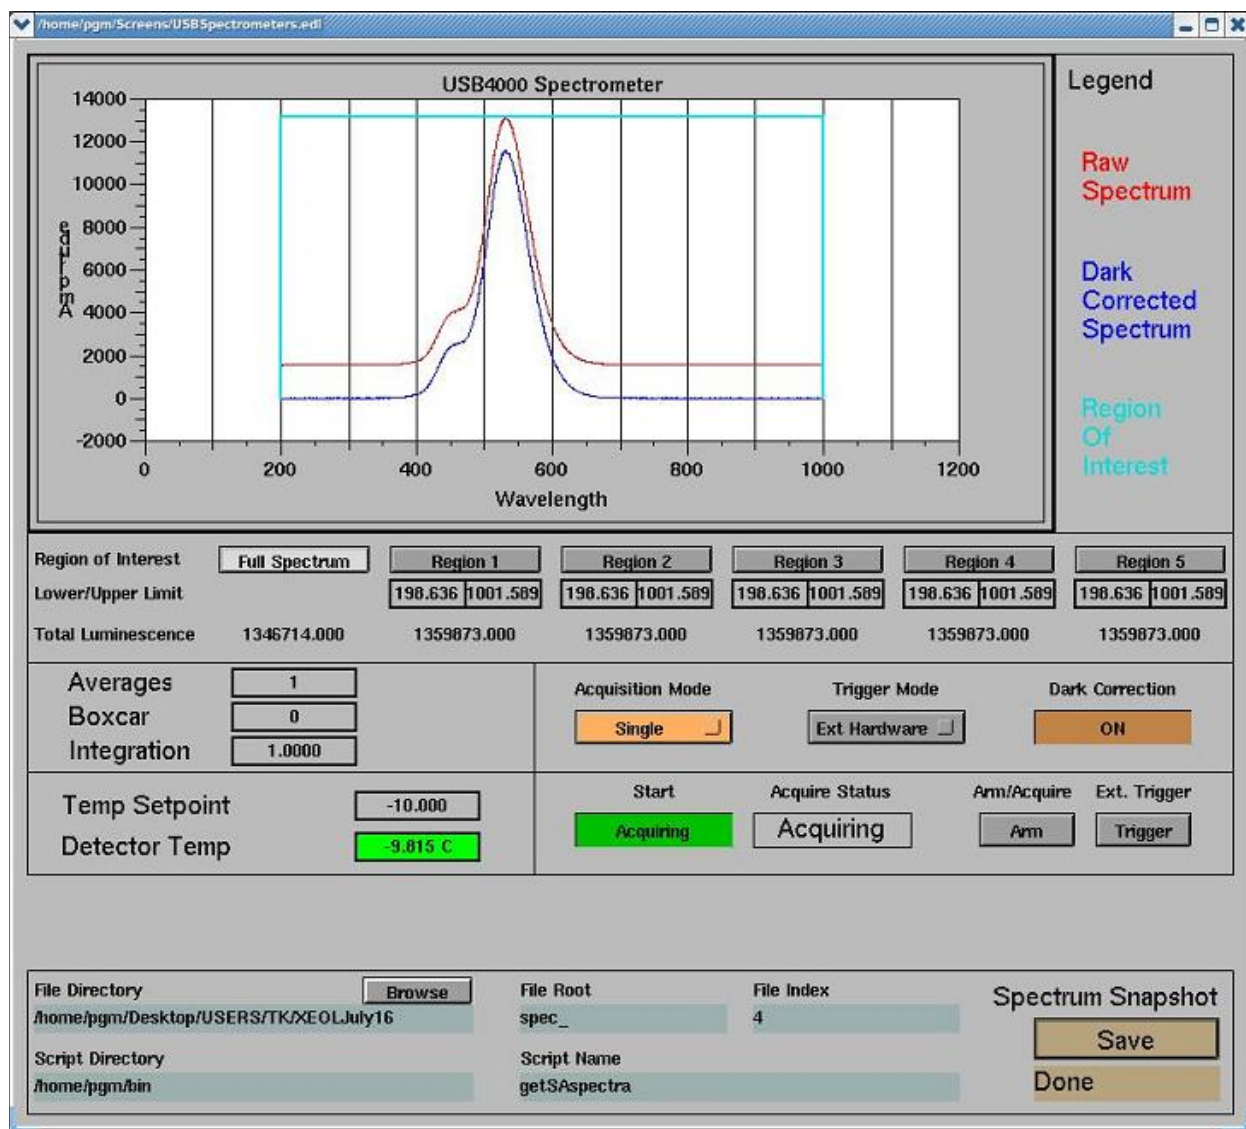 /home/pgm/Screens/USBSpectrometers.edl
USB4000 Spectrometer
Legend
14000
12000
10000
8000
6000
4000
2000
0
-2000
Amplitude
0 200 400 600 800 1000 1200
Wavelength
Raw
Spectrum
Dark
Corrected
Spectrum
Region
Of
Interest
Region of Interest Full Spectrum Region 1 Region 2 Region 3 Region 4 Region 5
Lower/Upper Limit 198.636 1001.589 198.636 1001.589 198.636 1001.589 198.636 1001.589 198.636 1001.589
Total Luminescence 1346714.000 1359873.000 1359873.000 1359873.000 1359873.000 1359873.000
Averages 1
Boxcar 0
Integration 1.0000
Acquisition Mode Trigger Mode Dark Correction
Single Ext Hardware ON
Temp Setpoint -10.000
Detector Temp -9.815 C
Start Acquire Status Arm/Acquire Ext. Trigger
Acquiring Acquiring Arm Trigger
File Directory Browse File Root File Index
/home/pgm/Desktop/USERS/TK/XEOLJuly16 spec_ 4
Script Directory Script Name
/home/pgm/bin getSAspectra
Spectrum Snapshot
Save
Done